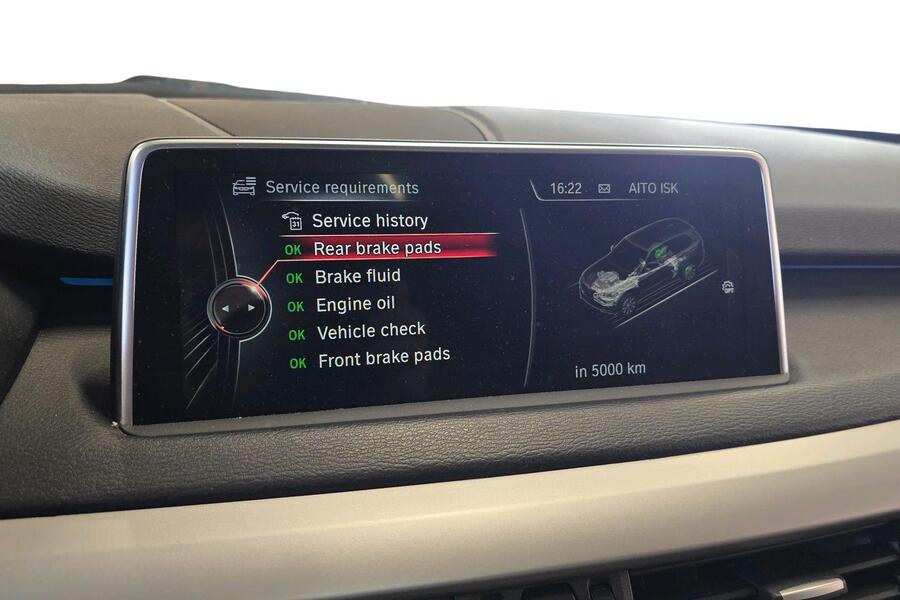 Service requirements
16:22 AITO ISK
31 Service history
OK Rear brake pads
OK Brake fluid
OK Engine oil
OK Vehicle check
OK Front brake pads
in 5000 km